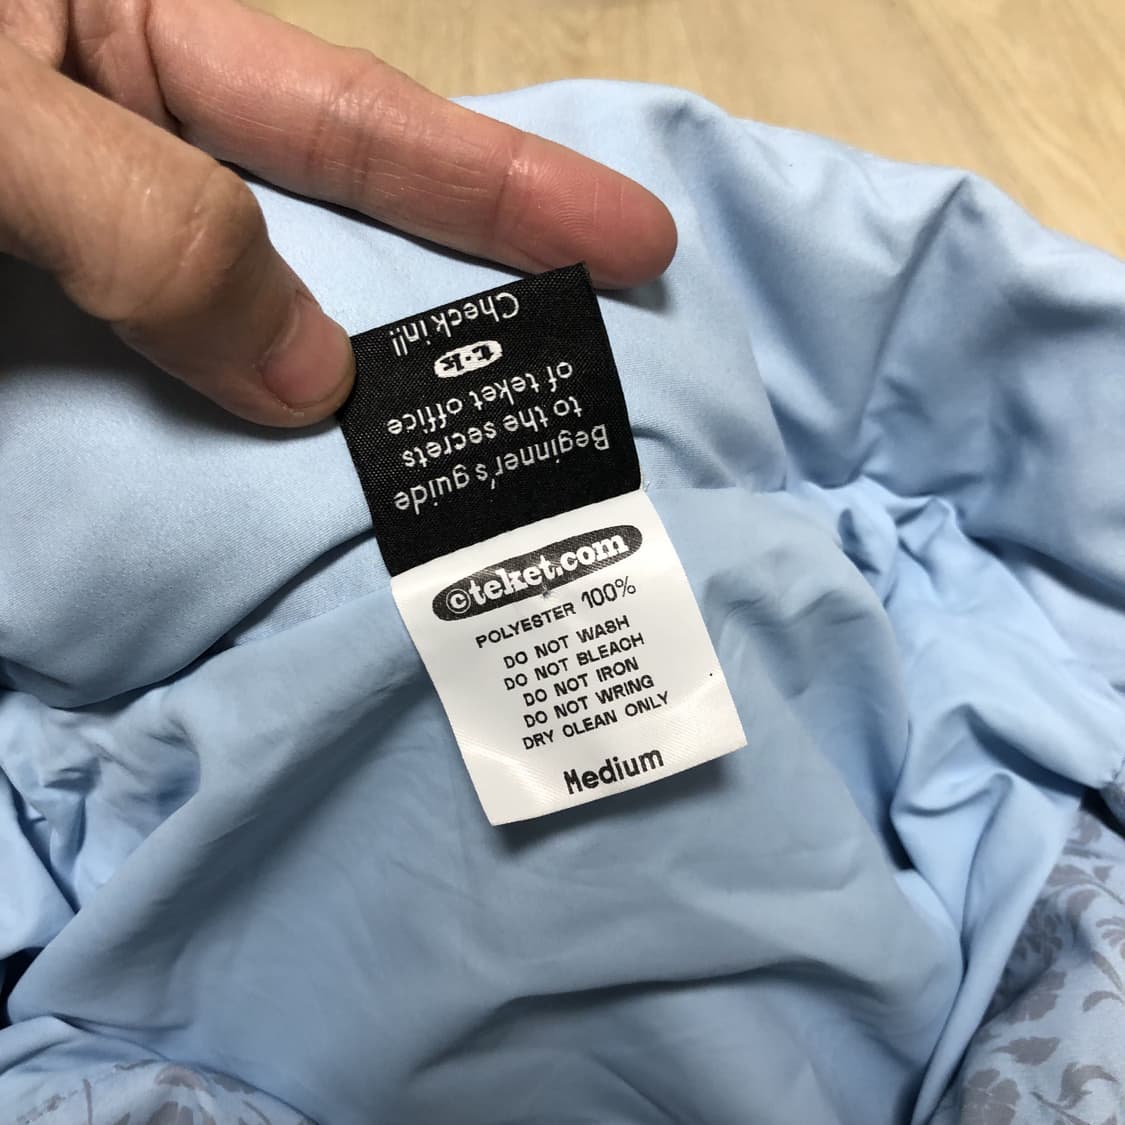 Beginner's guide
to the secrets
of teket office
t·k
Check in!!
©teket.com
POLYESTER 100%
DO NOT WASH
DO NOT BLEACH
DO NOT IRON
DO NOT WRING
DRY CLEAN ONLY
Medium